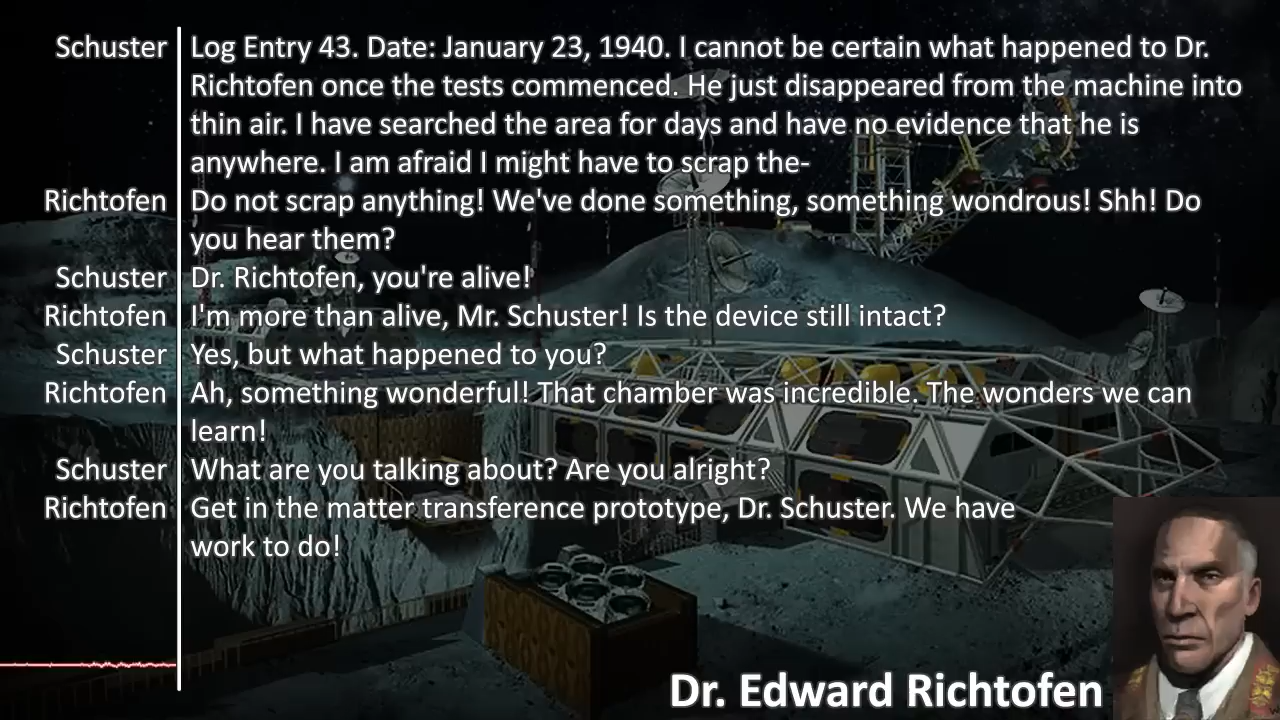 Schuster Log Entry 43. Date: January 23, 1940. I cannot be certain what happened to Dr.
Richtofen once the tests commenced. He just disappeared from the machine into
thin air. I have searched the area for days and have no evidence that he is
anywhere. I am afraid I might have to scrap the-
Richtofen Do not scrap anything! We've done something, something wondrous! Shh! Do
you hear them?
Schuster Dr. Richtofen, you're alive!
Richtofen I'm more than alive, Mr. Schuster! Is the device still intact?
Schuster Yes, but what happened to you?
Richtofen Ah, something wonderful! That chamber was incredible. The wonders we can
learn!
Schuster What are you talking about? Are you alright?
Richtofen Get in the matter transference prototype, Dr. Schuster. We have
work to do!
Dr. Edward Richtofen